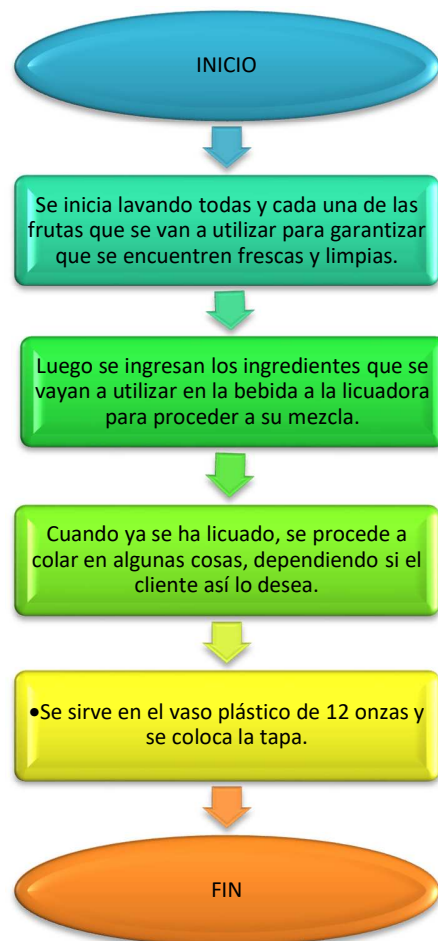 INICIO
Se inicia lavando todas y cada una de las
frutas que se van a utilizar para garantizar
que se encuentren frescas y limpias.
Luego se ingresan los ingredientes que se
vayan a utilizar en la bebida a la licuadora
para proceder a su mezcla.
Cuando ya se ha licuado, se procede a
colar en algunas cosas, dependiendo si el
cliente así lo desea.
•Se sirve en el vaso plástico de 12 onzas y
se coloca la tapa.
FIN